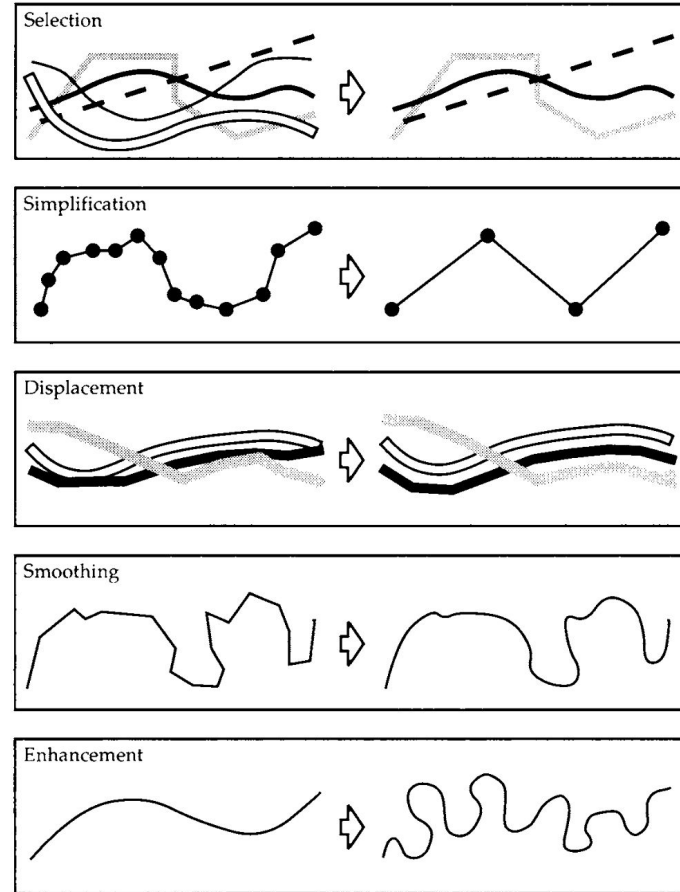 Selection
Simplification
Displacement
Smoothing
Enhancement